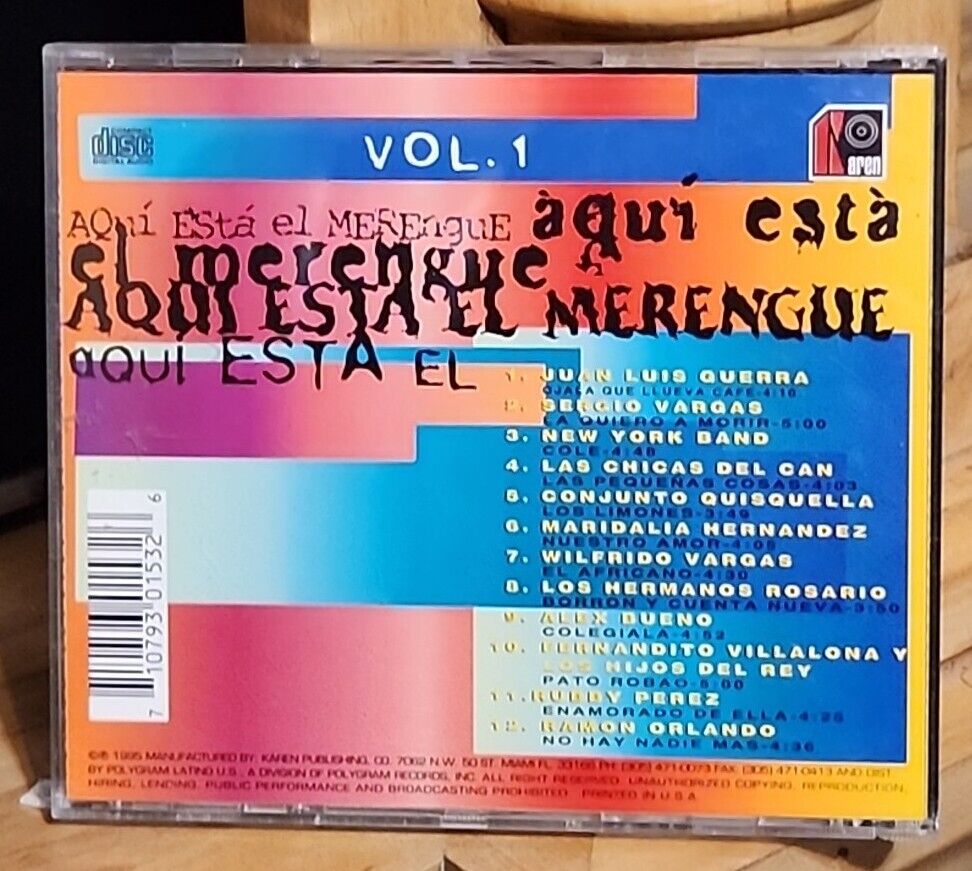 COMPACT
disc
DIGITAL AUDIO
VOL. 1
Karen
AQuí EStá el MEREnguE àquí està
el merengue
AQUI ESTA EL MERENGUE
aQUí ESTA EL
1. JUAN LUIS GUERRA
OJALA QUE LLUEVA CAFE-4:10
2. SERGIO VARGAS
LA QUIERO A MORIR-5:00
3. NEW YORK BAND
COLE-4:48
4. LAS CHICAS DEL CAN
LAS PEQUEÑAS COSAS-4:03
5. CONJUNTO QUISQUELLA
LOS LIMONES-3:49
6. MARIDALIA HERNANDEZ
NUESTRO AMOR-4:05
7. WILFRIDO VARGAS
EL AFRICANO-4:30
8. LOS HERMANOS ROSARIO
BORRON Y CUENTA NUEVA-3:50
9. ALEX BUENO
COLEGIALA-4:52
10. FERNANDITO VILLALONA Y
LOS HIJOS DEL REY
PATO ROBAO-5:00
11. RUDDY PEREZ
ENAMORADO DE ELLA-4:28
12. RAMON ORLANDO
NO HAY NADIE MAS-4:36
7 10793 01532 6
©℗ 1995 MANUFACTURED BY: KAREN PUBLISHING, CO. 7062 N.W. 50 ST. MIAMI FL. 33166 PH: (305) 471-0073 FAX: (305) 471-0413 AND DIST.
BY POLYGRAM LATINO U.S., A DIVISION OF POLYGRAM RECORDS, INC. ALL RIGHT RESERVED. UNAUTHORIZED COPYING, REPRODUCTION,
HIRING, LENDING, PUBLIC PERFORMANCE AND BROADCASTING PROHIBITED. PRINTED IN U.S.A.